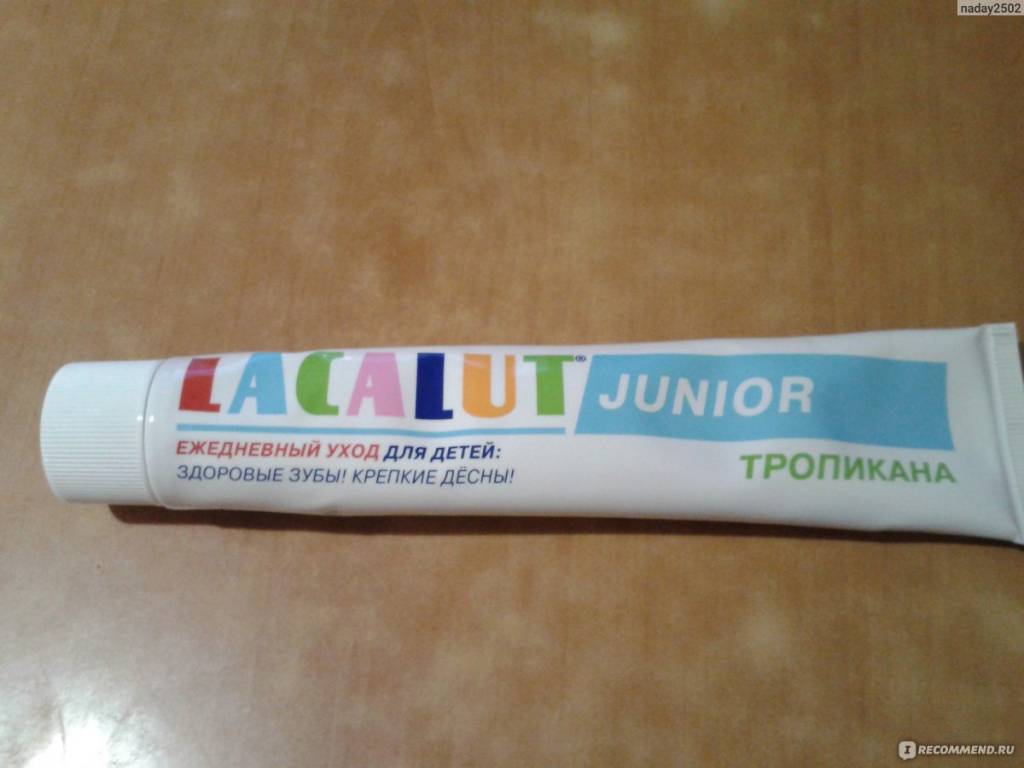 naday2502
LACALUT® JUNIOR
ЕЖЕДНЕВНЫЙ УХОД ДЛЯ ДЕТЕЙ:
ЗДОРОВЫЕ ЗУБЫ! КРЕПКИЕ ДЁСНЫ!
ТРОПИКАНА
IRECOMMEND.RU